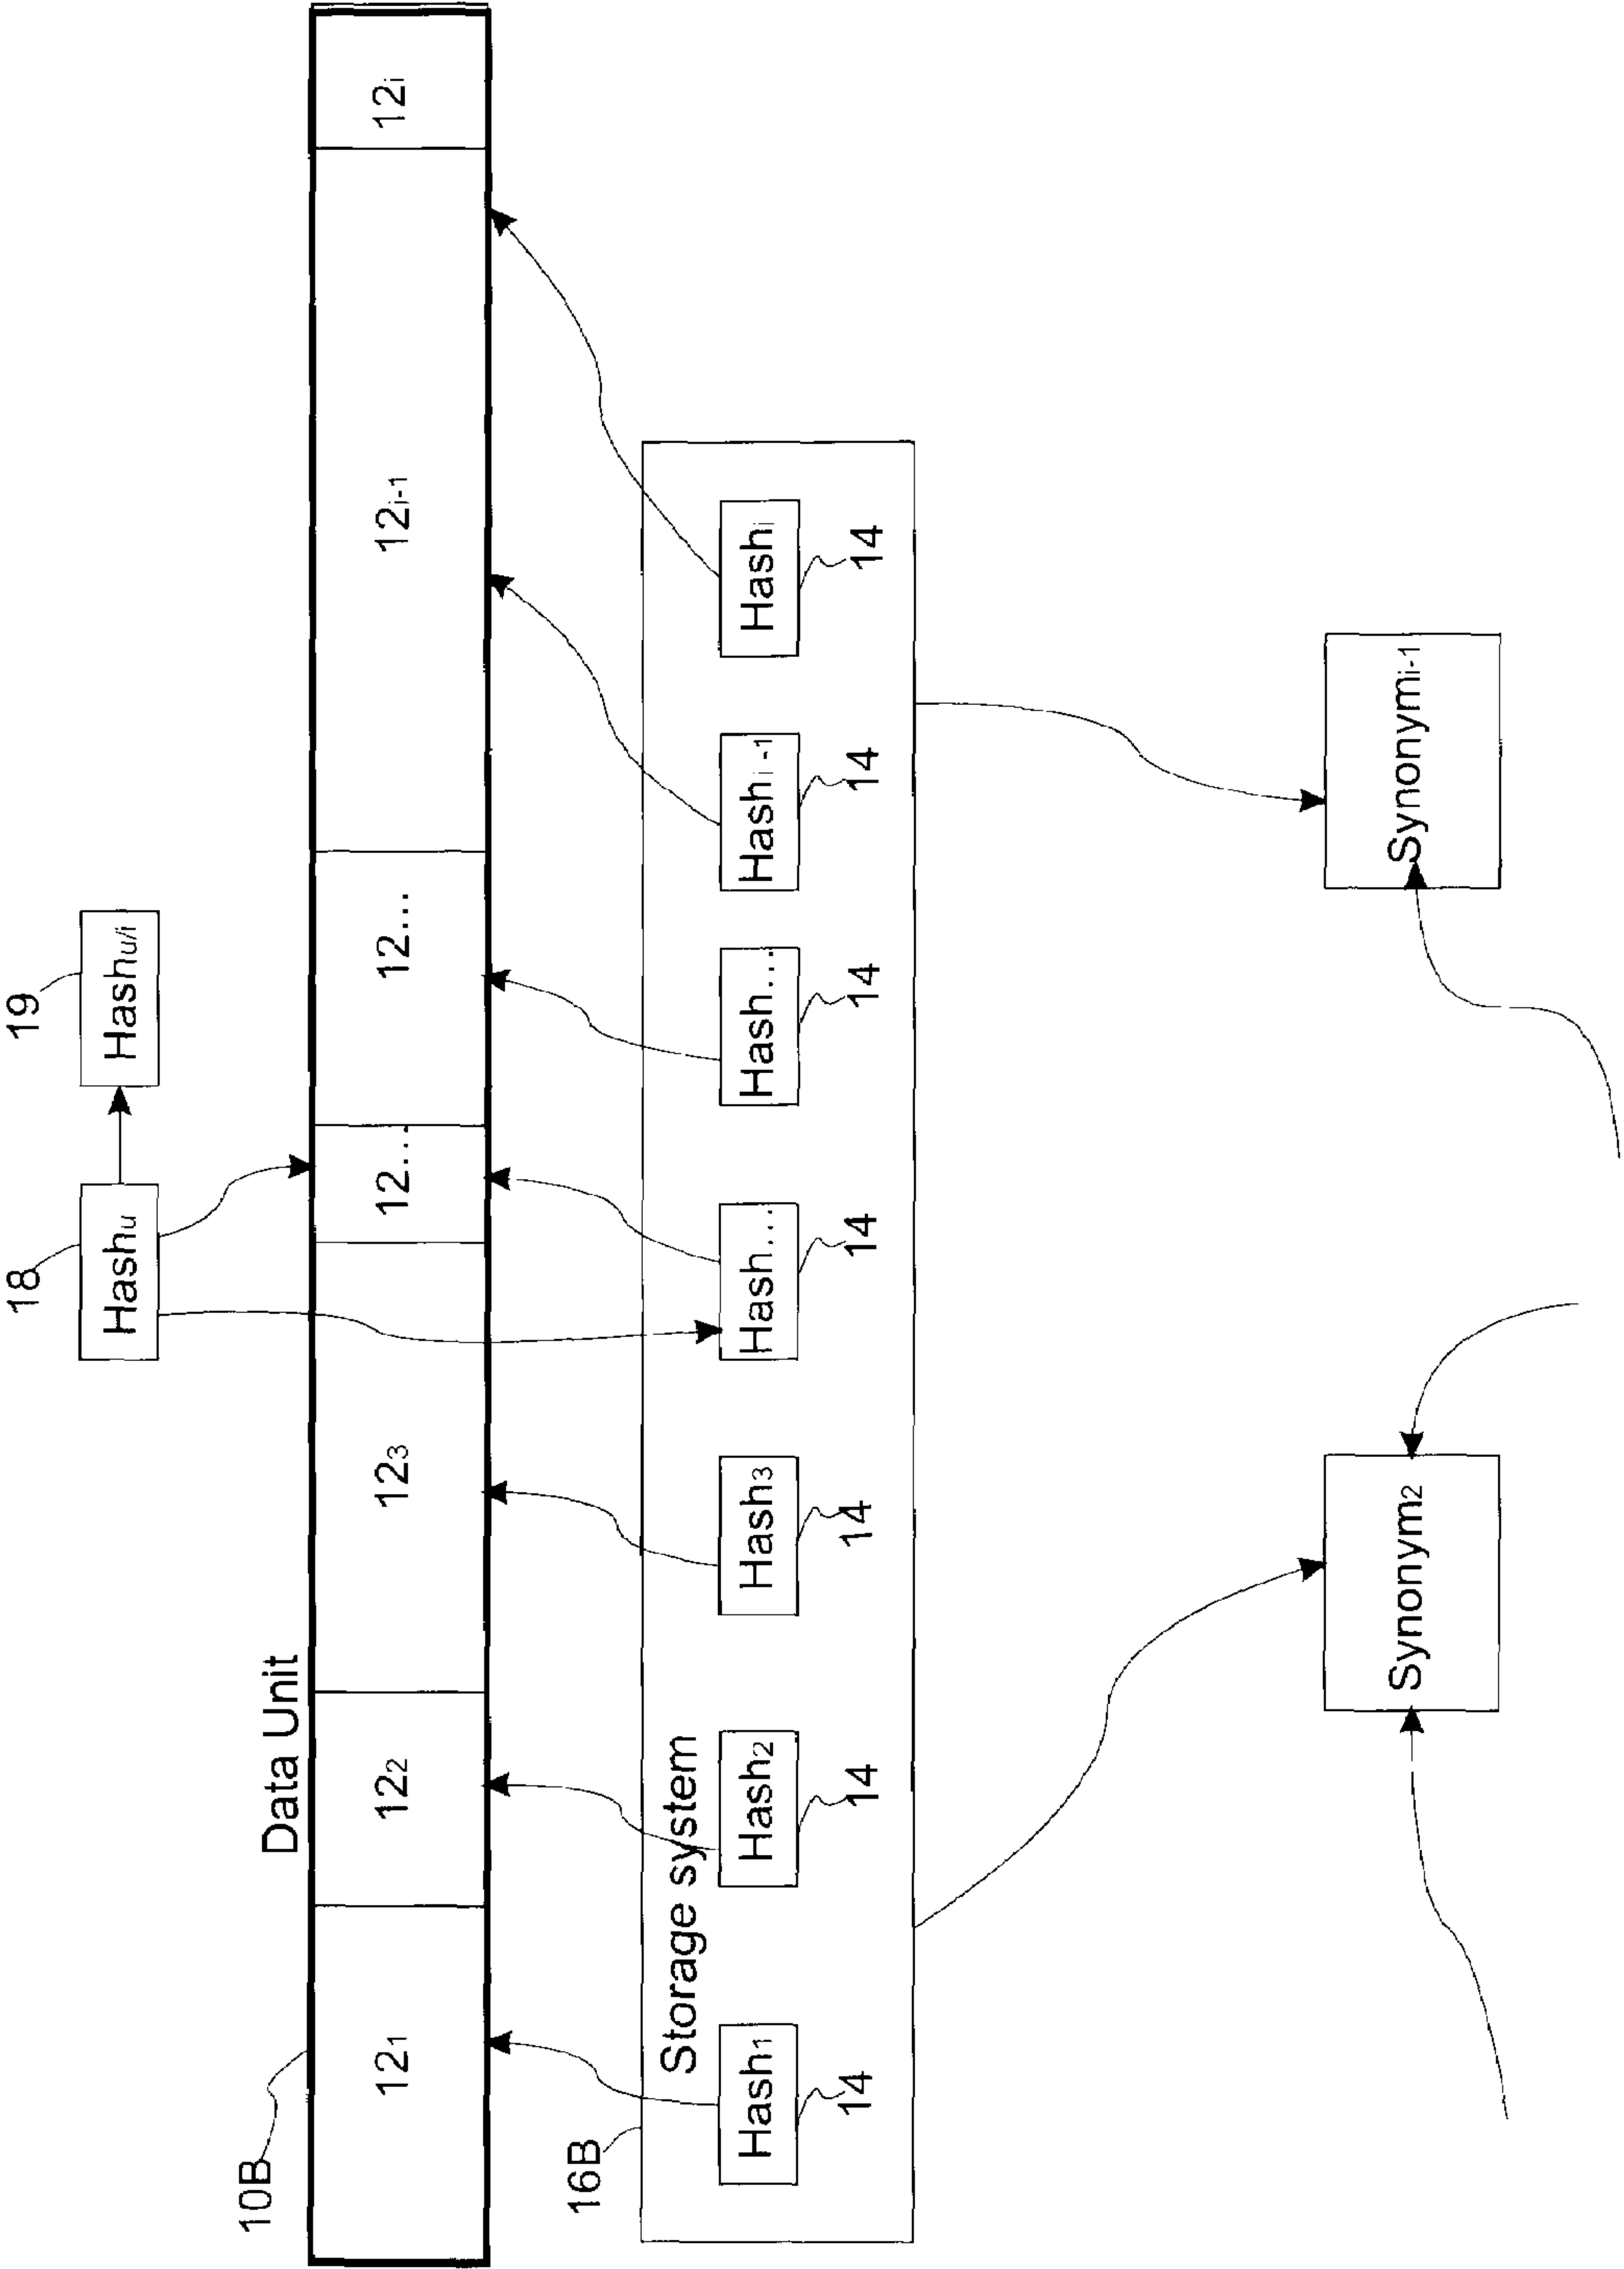 18
19
Hashu
Hashu/i
10B
Data Unit
121
122
123
12...
12...
12i-1
12i
16B
Storage system
Hash1
Hash2
Hash3
Hash...
Hash...
Hashi-1
Hashi
14
14
14
14
14
14
14
Synonym2
Synonymi-1